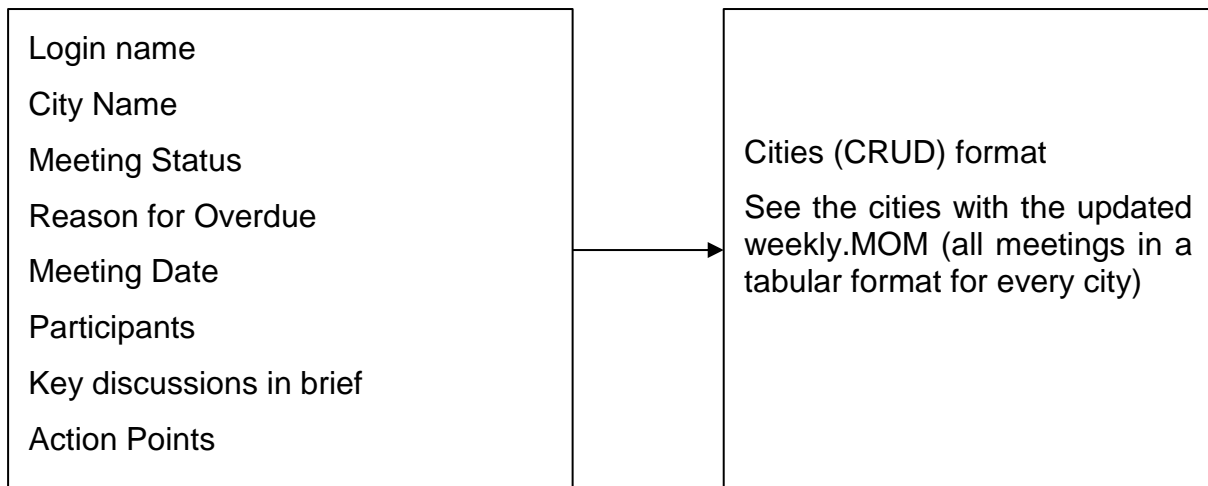 Login name
City Name
Meeting Status
Reason for Overdue
Meeting Date
Participants
Key discussions in brief
Action Points
Cities (CRUD) format
See the cities with the updated
weekly.MOM (all meetings in a
tabular format for every city)